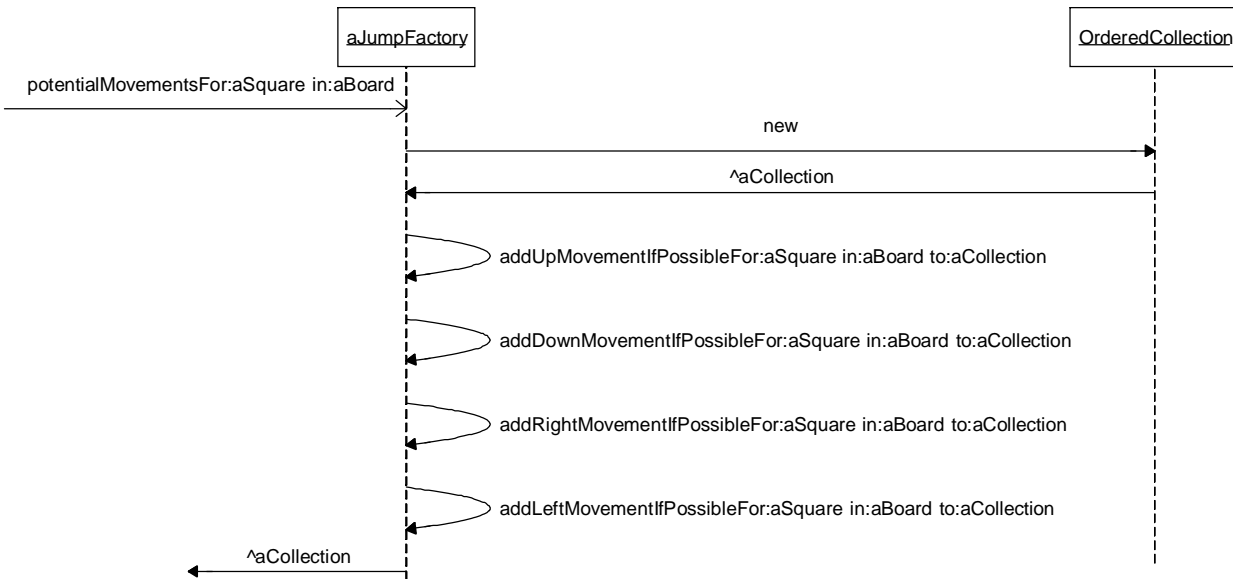 aJumpFactory
OrderedCollection
potentialMovementsFor:aSquare in:aBoard
new
^aCollection
addUpMovementIfPossibleFor:aSquare in:aBoard to:aCollection
addDownMovementIfPossibleFor:aSquare in:aBoard to:aCollection
addRightMovementIfPossibleFor:aSquare in:aBoard to:aCollection
addLeftMovementIfPossibleFor:aSquare in:aBoard to:aCollection
^aCollection